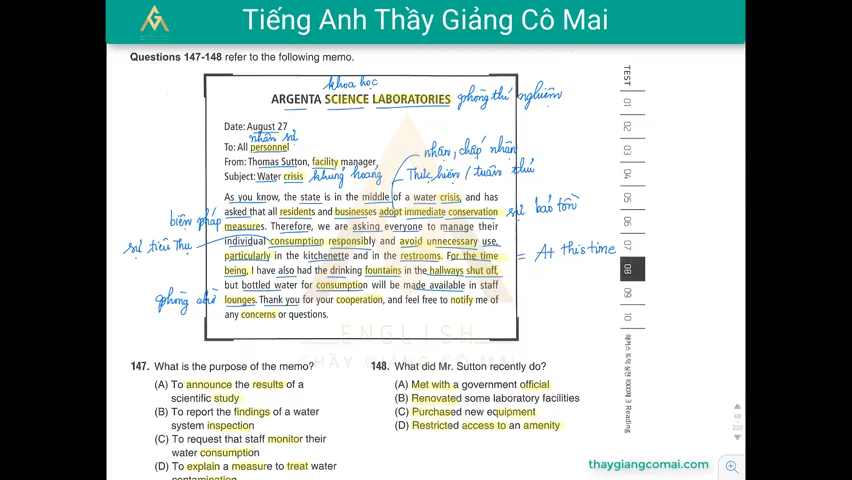 Tiếng Anh Thầy Giảng Cô Mai
Questions 147-148 refer to the following memo.
khoa học
ARGENTA SCIENCE LABORATORIES phòng thí nghiệm
Date: August 27
nhân sự
To: All personnel
nhận, chấp nhận
From: Thomas Sutton, facility manager
Subject: Water crisis khủng hoảng
Thực hiện / tuân thủ
As you know, the state is in the middle of a water crisis, and has
asked that all residents and businesses adopt immediate conservation sự bảo tồn
biện pháp measures. Therefore, we are asking everyone to manage their
sự tiêu thụ individual consumption responsibly and avoid unnecessary use,
particularly in the kitchenette and in the restrooms. For the time = At this time
being, I have also had the drinking fountains in the hallways shut off,
but bottled water for consumption will be made available in staff
phòng chờ lounges. Thank you for your cooperation, and feel free to notify me of
any concerns or questions.
ENGLISH
THẦY GIẢNG CÔ MAI
147. What is the purpose of the memo?
(A) To announce the results of a
scientific study
(B) To report the findings of a water
system inspection
(C) To request that staff monitor their
water consumption
(D) To explain a measure to treat water
contamination
148. What did Mr. Sutton recently do?
(A) Met with a government official
(B) Renovated some laboratory facilities
(C) Purchased new equipment
(D) Restricted access to an amenity
TEST
01
02
03
04
05
06
07
08
09
10
thaygiangcomai.com